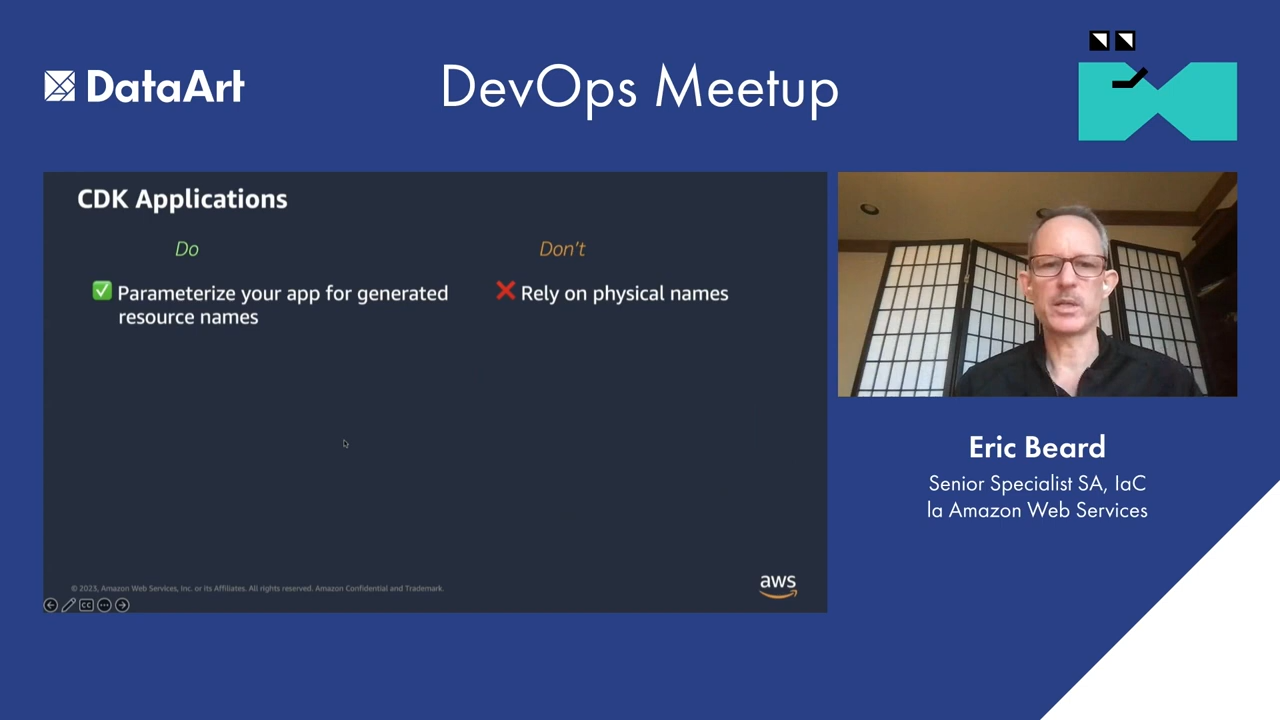 DataArt
DevOps Meetup
CDK Applications
Do
Don't
✅ Parameterize your app for generated
resource names
❌ Rely on physical names
© 2023, Amazon Web Services, Inc. or its Affiliates. All rights reserved. Amazon Confidential and Trademark.
aws
CC
Eric Beard
Senior Specialist SA, IaC
la Amazon Web Services